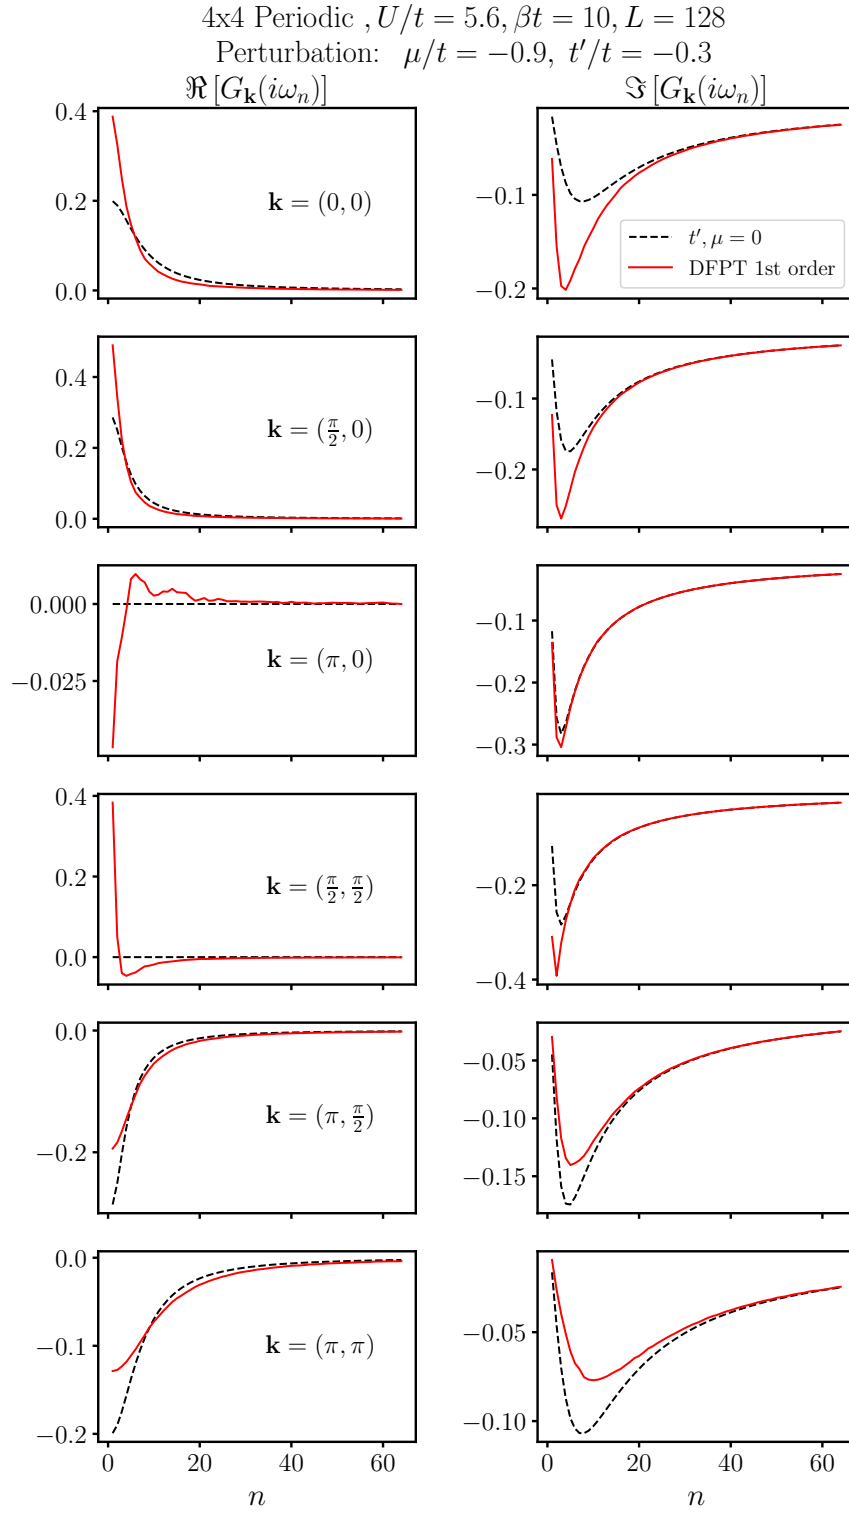 4x4 Periodic , U/t = 5.6, βt = 10, L = 128
Perturbation: μ/t = −0.9, t′/t = −0.3
ℜ [G_k(iω_n)]
ℑ [G_k(iω_n)]
0.4
0.2
0.0
k = (0, 0)
−0.1
−0.2
t′, μ = 0
DFPT 1st order
0.4
0.2
0.0
k = (π/2, 0)
−0.1
−0.2
0.000
−0.025
k = (π, 0)
−0.1
−0.2
−0.3
0.4
0.2
0.0
k = (π/2, π/2)
−0.2
−0.4
0.0
−0.2
k = (π, π/2)
−0.05
−0.10
−0.15
0.0
−0.1
−0.2
k = (π, π)
−0.05
−0.10
0 20 40 60
0 20 40 60
n
n